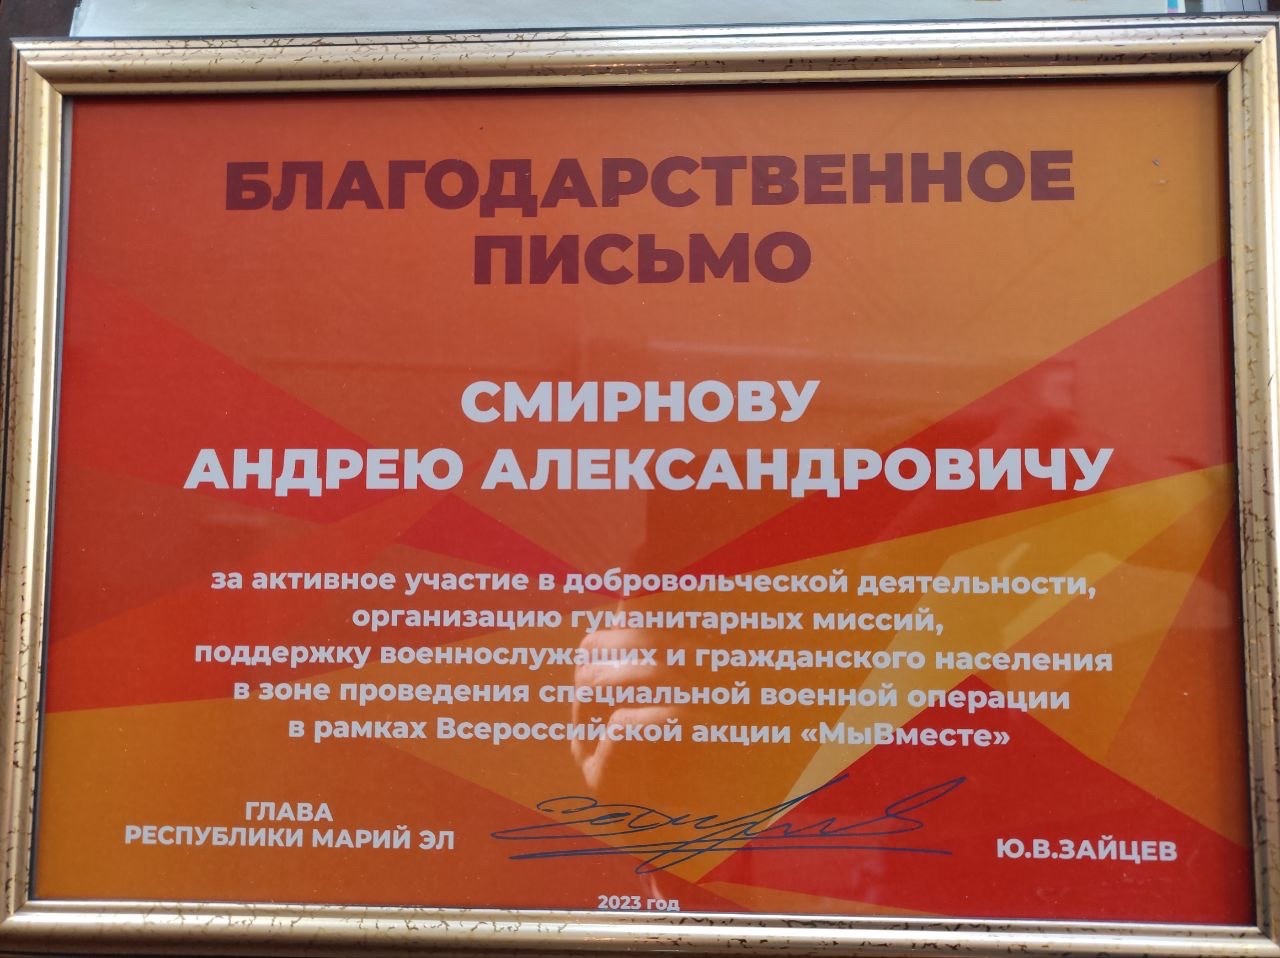 БЛАГОДАРСТВЕННОЕ
ПИСЬМО
СМИРНОВУ
АНДРЕЮ АЛЕКСАНДРОВИЧУ
за активное участие в добровольческой деятельности,
организацию гуманитарных миссий,
поддержку военнослужащих и гражданского населения
в зоне проведения специальной военной операции
в рамках Всероссийской акции «МыВместе»
ГЛАВА
РЕСПУБЛИКИ МАРИЙ ЭЛ
Ю.В.ЗАЙЦЕВ
2023 год